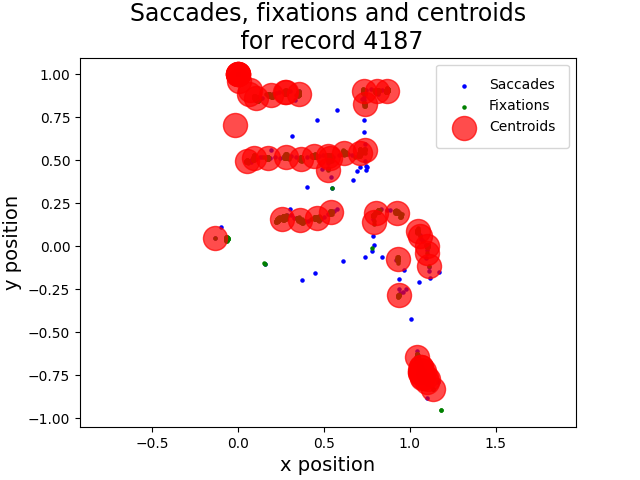 Saccades, fixations and centroids
for record 4187
Saccades
Fixations
Centroids
1.00
0.75
0.50
0.25
0.00
−0.25
−0.50
−0.75
−1.00
y position
−0.5
0.0
0.5
1.0
1.5
x position